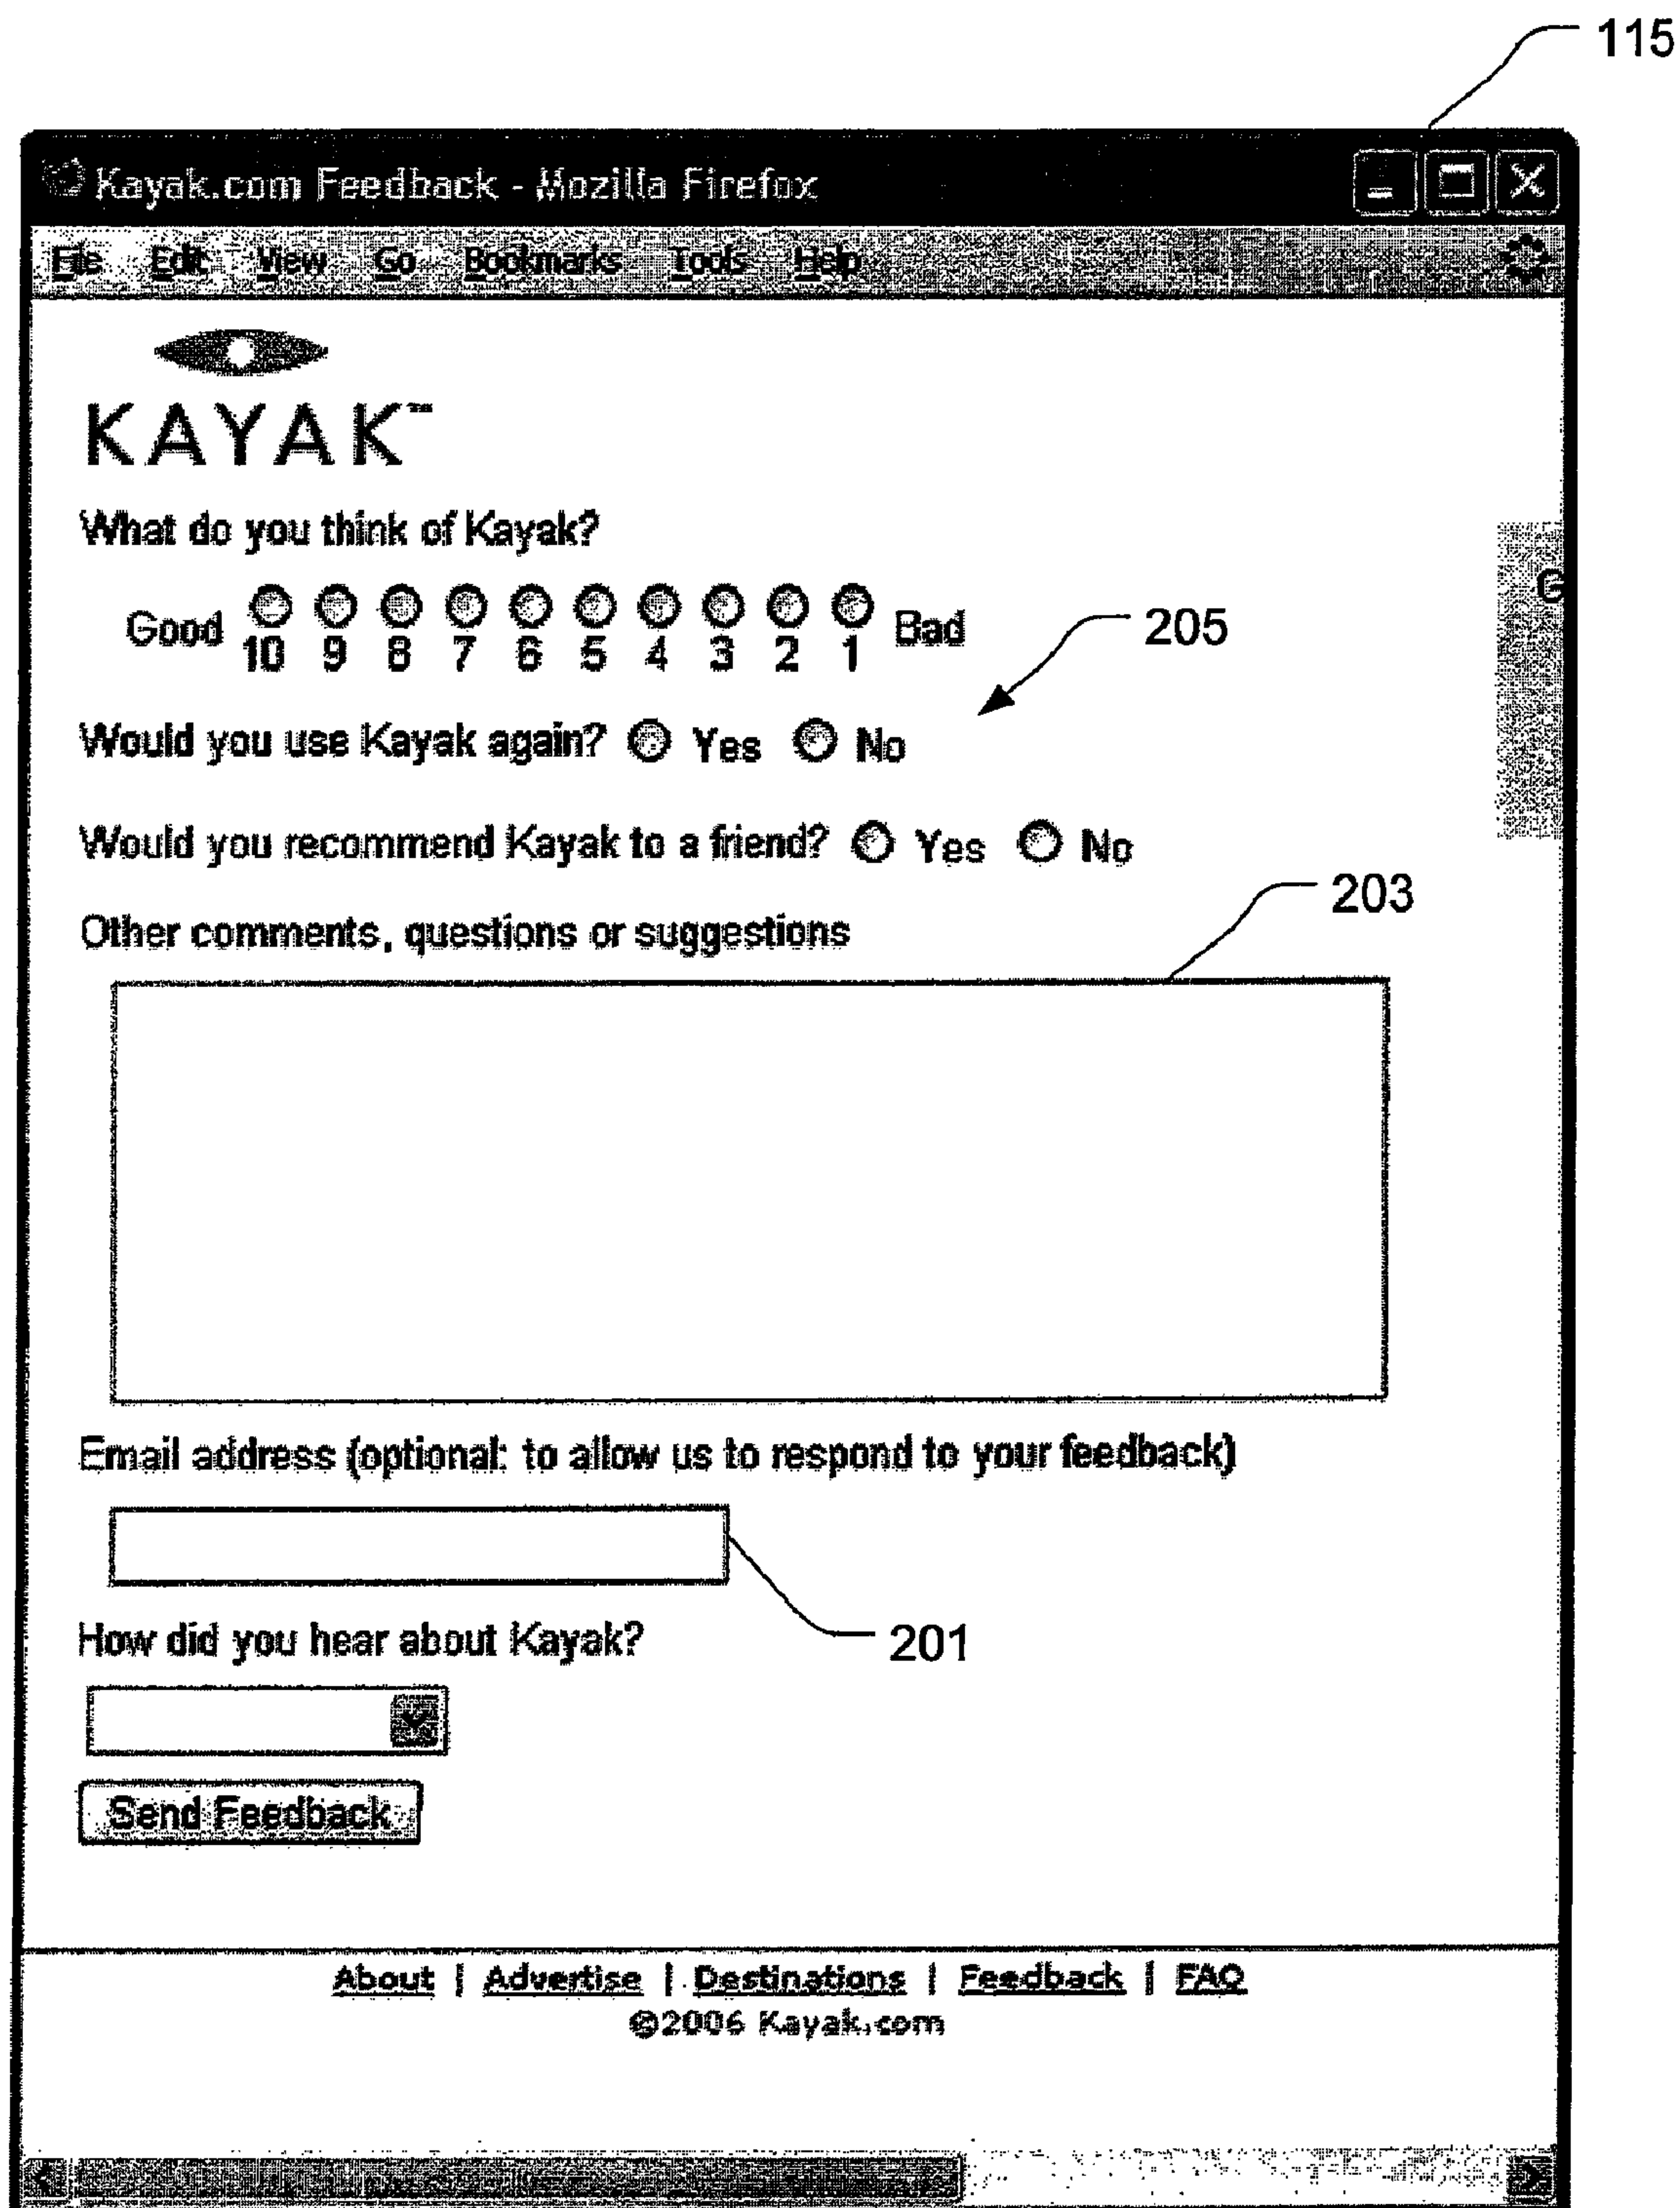 115
Kayak.com Feedback - Mozilla Firefox
File Edit View Go Bookmarks Tools Help
KAYAK™
What do you think of Kayak?
Good 10 9 8 7 6 5 4 3 2 1 Bad
G
205
Would you use Kayak again? Yes No
Would you recommend Kayak to a friend? Yes No
203
Other comments, questions or suggestions
Email address (optional: to allow us to respond to your feedback)
201
How did you hear about Kayak?
Send Feedback
About | Advertise | Destinations | Feedback | FAQ
©2006 Kayak.com